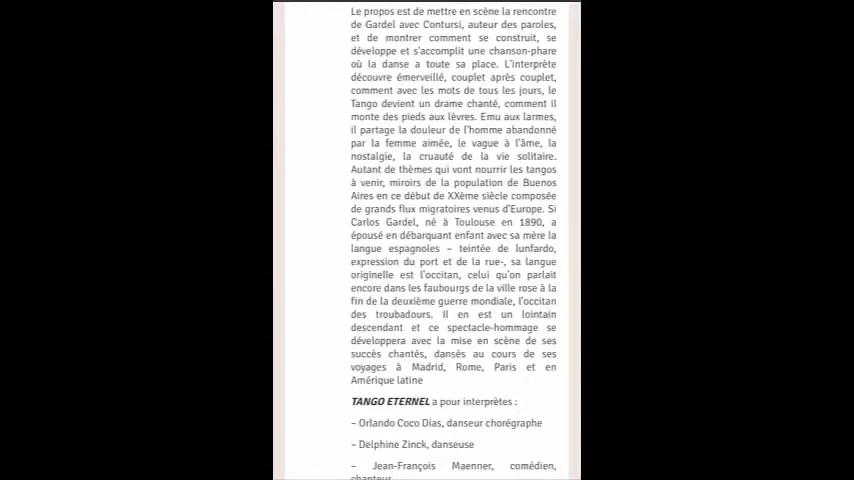 Le propos est de mettre en scène la rencontre
de Gardel avec Contursi, auteur des paroles,
et de montrer comment se construit, se
développe et s'accomplit une chanson-phare
où la danse a toute sa place. L'interprète
découvre émerveillé, couplet après couplet,
comment avec les mots de tous les jours, le
Tango devient un drame chanté, comment il
monte des pieds aux lèvres. Emu aux larmes,
il partage la douleur de l'homme abandonné
par la femme aimée, le vague à l'âme, la
nostalgie, la cruauté de la vie solitaire.
Autant de thèmes qui vont nourrir les tangos
à venir, miroirs de la population de Buenos
Aires en ce début de XXème siècle composée
de grands flux migratoires venus d'Europe. Si
Carlos Gardel, né à Toulouse en 1890, a
épousé en débarquant enfant avec sa mère la
langue espagnoles – teintée de lunfardo,
expression du port et de la rue-, sa langue
originelle est l'occitan, celui qu'on parlait
encore dans les faubourgs de la ville rose à la
fin de la deuxième guerre mondiale, l'occitan
des troubadours. Il en est un lointain
descendant et ce spectacle-hommage se
développera avec la mise en scène de ses
succès chantés, dansés au cours de ses
voyages à Madrid, Rome, Paris et en
Amérique latine
TANGO ETERNEL a pour interprètes :
– Orlando Coco Dias, danseur chorégraphe
– Delphine Zinck, danseuse
– Jean-François Maenner, comédien,
chanteur